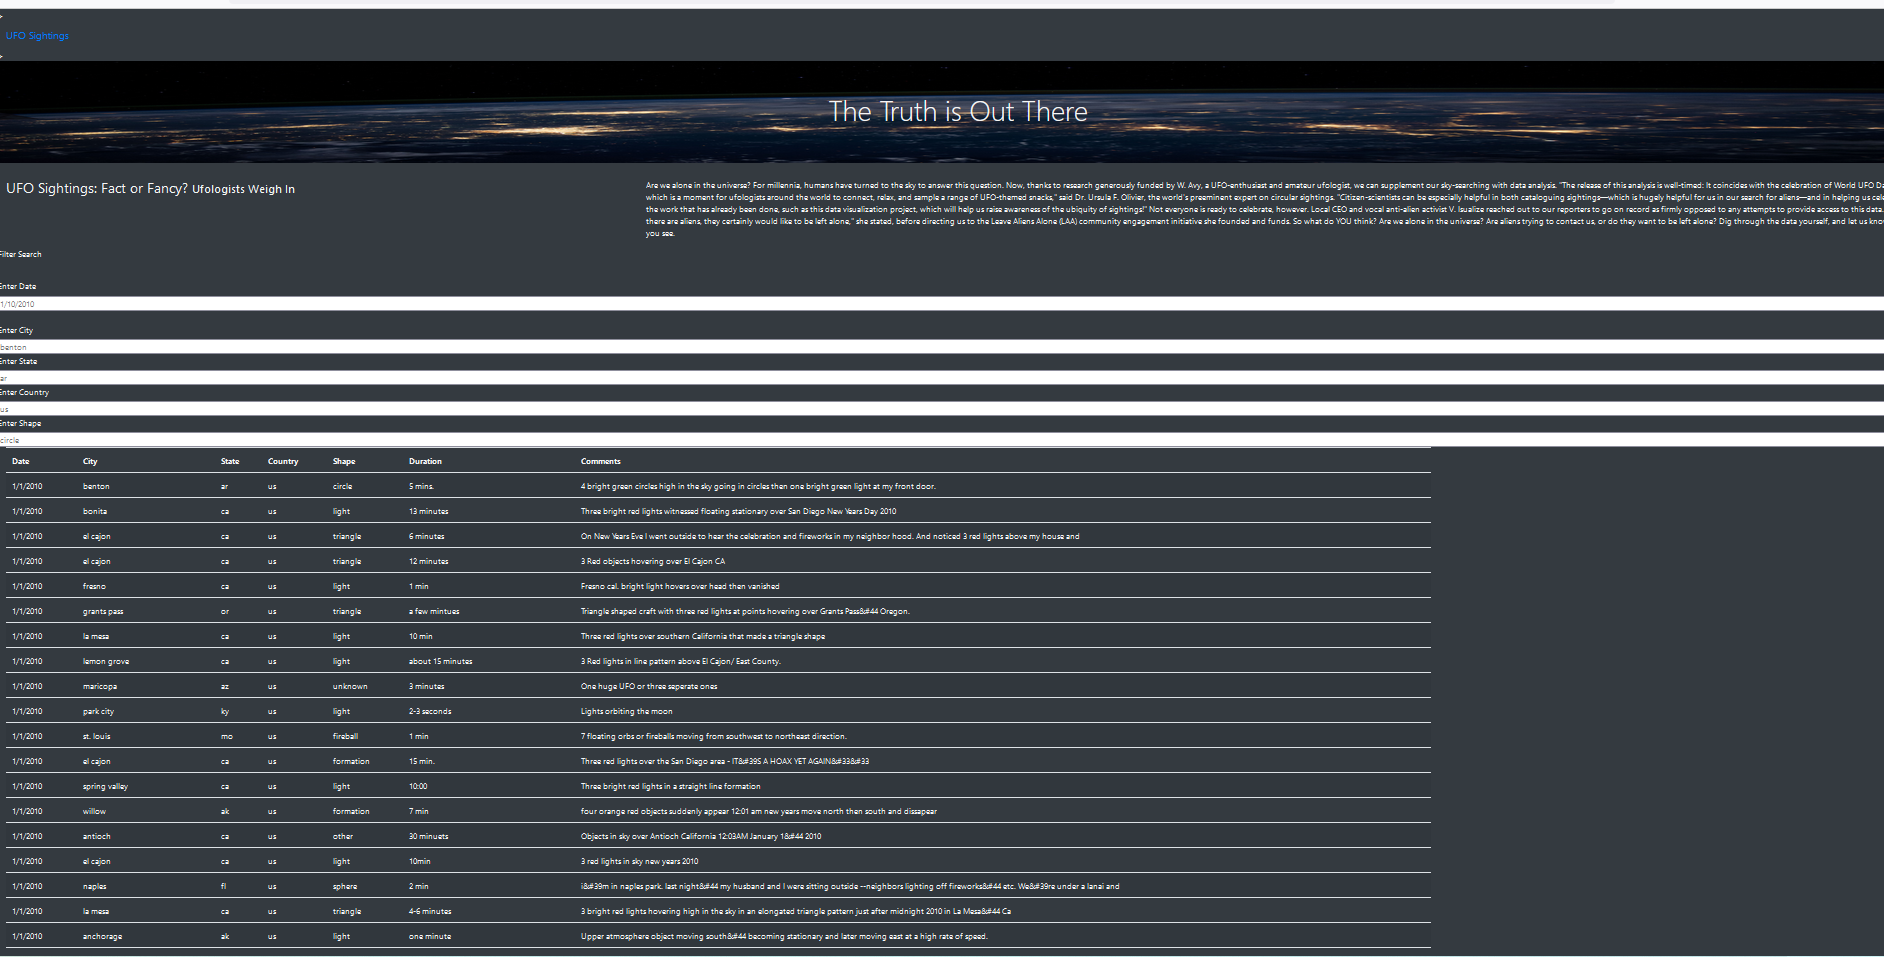 UFO Sightings
The Truth is Out There
UFO Sightings: Fact or Fancy? Ufologists Weigh In
Are we alone in the universe? For millennia, humans have turned to the sky to answer this question. Now, thanks to research generously funded by W. Avy, a UFO-enthusiast and amateur ufologist, we can supplement our sky-searching with data analysis. "The release of this analysis is well-timed: It coincides with the celebration of World UFO Da
which is a moment for ufologists around the world to connect, relax, and sample a range of UFO-themed snacks," said Dr. Ursula F. Olivier, the world's preeminent expert on circular sightings. "Citizen-scientists can be especially helpful in both cataloguing sightings—which is hugely helpful for us in our search for aliens—and in helping us cele
the work that has already been done, such as this data visualization project, which will help us raise awareness of the ubiquity of sightings!" Not everyone is ready to celebrate, however. Local CEO and vocal anti-alien activist V. Isualize reached out to our reporters to go on record as firmly opposed to any attempts to provide access to this data.
there are aliens, they certainly would like to be left alone," she stated, before directing us to the Leave Aliens Alone (LAA) community engagement initiative she founded and funds. So what do YOU think? Are we alone in the universe? Are aliens trying to contact us, or do they want to be left alone? Dig through the data yourself, and let us kno
you see.
Filter Search
Enter Date
1/10/2010
Enter City
benton
Enter State
ar
Enter Country
us
Enter Shape
circle
Date City State Country Shape Duration Comments
1/1/2010 benton ar us circle 5 mins. 4 bright green circles high in the sky going in circles then one bright green light at my front door.
1/1/2010 bonita ca us light 13 minutes Three bright red lights witnessed floating stationary over San Diego New Years Day 2010
1/1/2010 el cajon ca us triangle 6 minutes On New Years Eve I went outside to hear the celebration and fireworks in my neighbor hood. And noticed 3 red lights above my house and
1/1/2010 el cajon ca us triangle 12 minutes 3 Red objects hovering over El Cajon CA
1/1/2010 fresno ca us light 1 min Fresno cal. bright light hovers over head then vanished
1/1/2010 grants pass or us triangle a few mintues Triangle shaped craft with three red lights at points hovering over Grants Pass&#44 Oregon.
1/1/2010 la mesa ca us light 10 min Three red lights over southern California that made a triangle shape
1/1/2010 lemon grove ca us light about 15 minutes 3 Red lights in line pattern above El Cajon/ East County.
1/1/2010 maricopa az us unknown 3 minutes One huge UFO or three seperate ones
1/1/2010 park city ky us light 2-3 seconds Lights orbiting the moon
1/1/2010 st. louis mo us fireball 1 min 7 floating orbs or fireballs moving from southwest to northeast direction.
1/1/2010 el cajon ca us formation 15 min. Three red lights over the San Diego area - IT&#39S A HOAX YET AGAIN&#33&#33
1/1/2010 spring valley ca us light 10:00 Three bright red lights in a straight line formation
1/1/2010 willow ak us formation 7 min four orange red objects suddenly appear 12:01 am new years move north then south and dissapear
1/1/2010 antioch ca us other 30 minuets Objects in sky over Antioch California 12:03AM January 1&#44 2010
1/1/2010 el cajon ca us light 10min 3 red lights in sky new years 2010
1/1/2010 naples fl us sphere 2 min i&#39m in naples park. last night&#44 my husband and I were sitting outside --neighbors lighting off fireworks&#44 etc. We&#39re under a lanai and
1/1/2010 la mesa ca us triangle 4-6 minutes 3 bright red lights hovering high in the sky in an elongated triangle pattern just after midnight 2010 in La Mesa&#44 Ca
1/1/2010 anchorage ak us light one minute Upper atmosphere object moving south&#44 becoming stationary and later moving east at a high rate of speed.